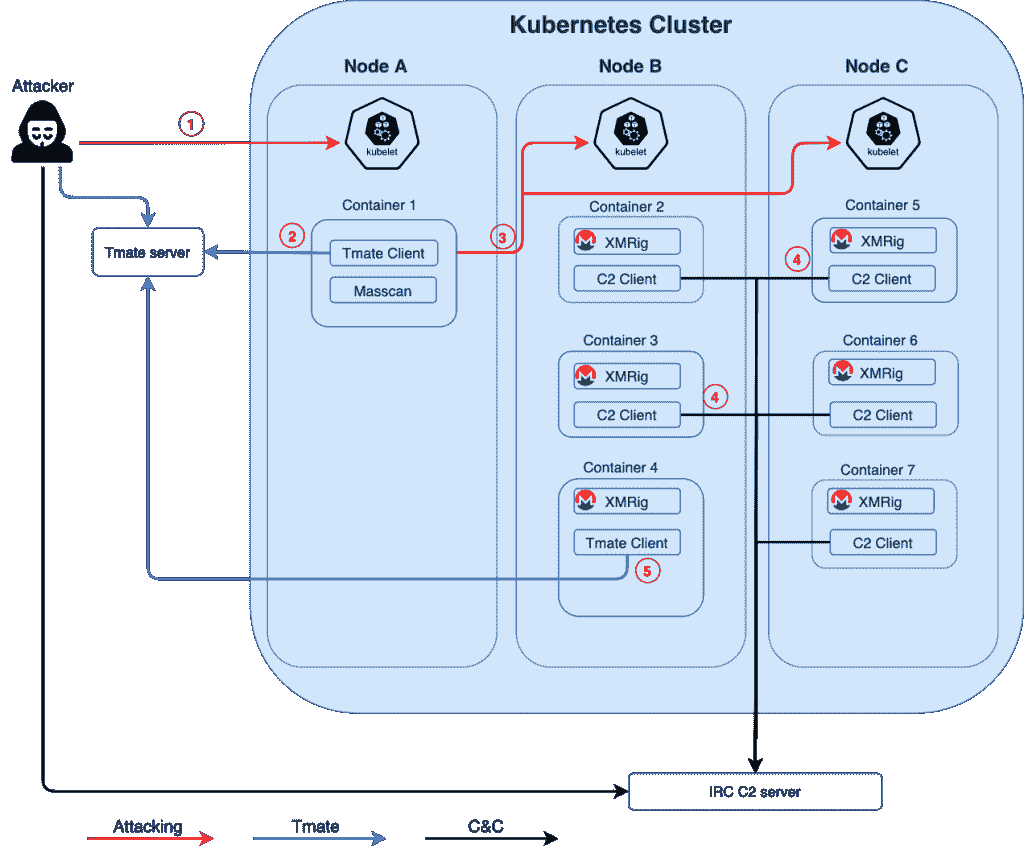 Kubernetes Cluster
Node A
Node B
Node C
Attacker
1
kubelet
kubelet
kubelet
Container 1
Container 2
Container 5
Tmate server
2
Tmate Client
Masscan
3
XMRig
C2 Client
4
XMRig
C2 Client
Container 3
Container 6
XMRig
C2 Client
4
XMRig
C2 Client
Container 4
Container 7
XMRig
Tmate Client
5
XMRig
C2 Client
IRC C2 server
Attacking
Tmate
C&C